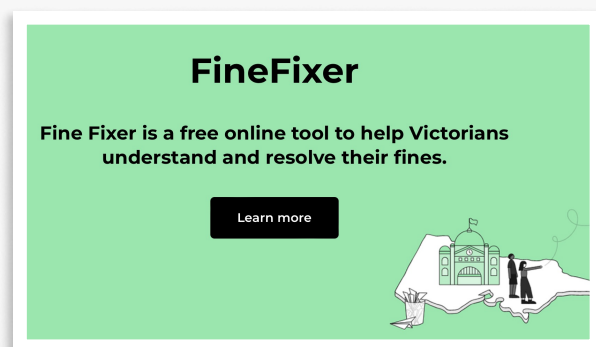 FineFixer
Fine Fixer is a free online tool to help Victorians
understand and resolve their fines.
Learn more